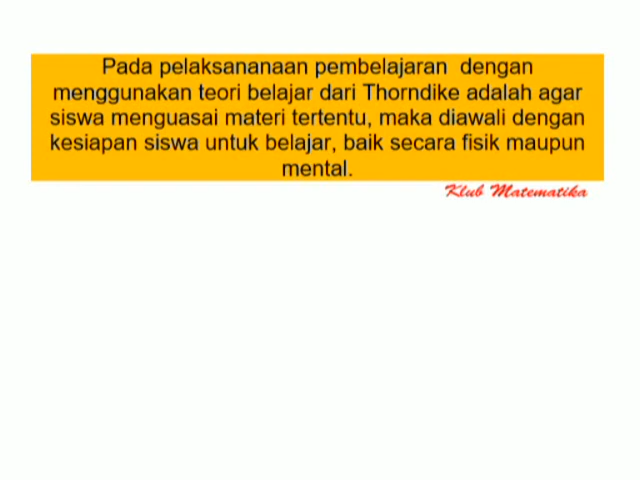 Pada pelaksananaan pembelajaran dengan
menggunakan teori belajar dari Thorndike adalah agar
siswa menguasai materi tertentu, maka diawali dengan
kesiapan siswa untuk belajar, baik secara fisik maupun
mental.
Klub Matematika